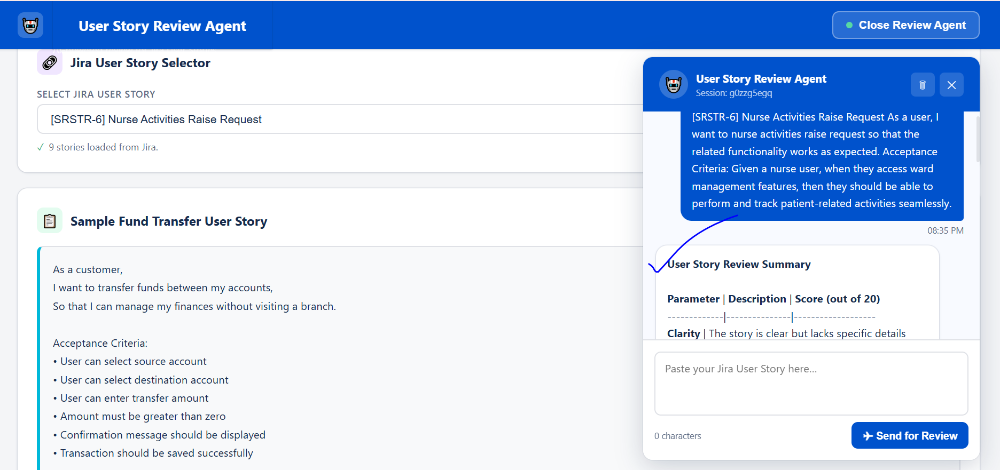 User Story Review Agent
Close Review Agent
Jira User Story Selector
SELECT JIRA USER STORY
[SRSTR-6] Nurse Activities Raise Request
✓ 9 stories loaded from Jira.
Sample Fund Transfer User Story
As a customer,
I want to transfer funds between my accounts,
So that I can manage my finances without visiting a branch.
Acceptance Criteria:
• User can select source account
• User can select destination account
• User can enter transfer amount
• Amount must be greater than zero
• Confirmation message should be displayed
• Transaction should be saved successfully
User Story Review Agent
Session: g0zzg5egq
[SRSTR-6] Nurse Activities Raise Request As a user, I
want to nurse activities raise request so that the
related functionality works as expected. Acceptance
Criteria: Given a nurse user, when they access ward
management features, then they should be able to
perform and track patient-related activities seamlessly.
08:35 PM
User Story Review Summary
Parameter | Description | Score (out of 20)
-------------|---------------|-------------------
Clarity | The story is clear but lacks specific details
Paste your Jira User Story here...
0 characters
Send for Review